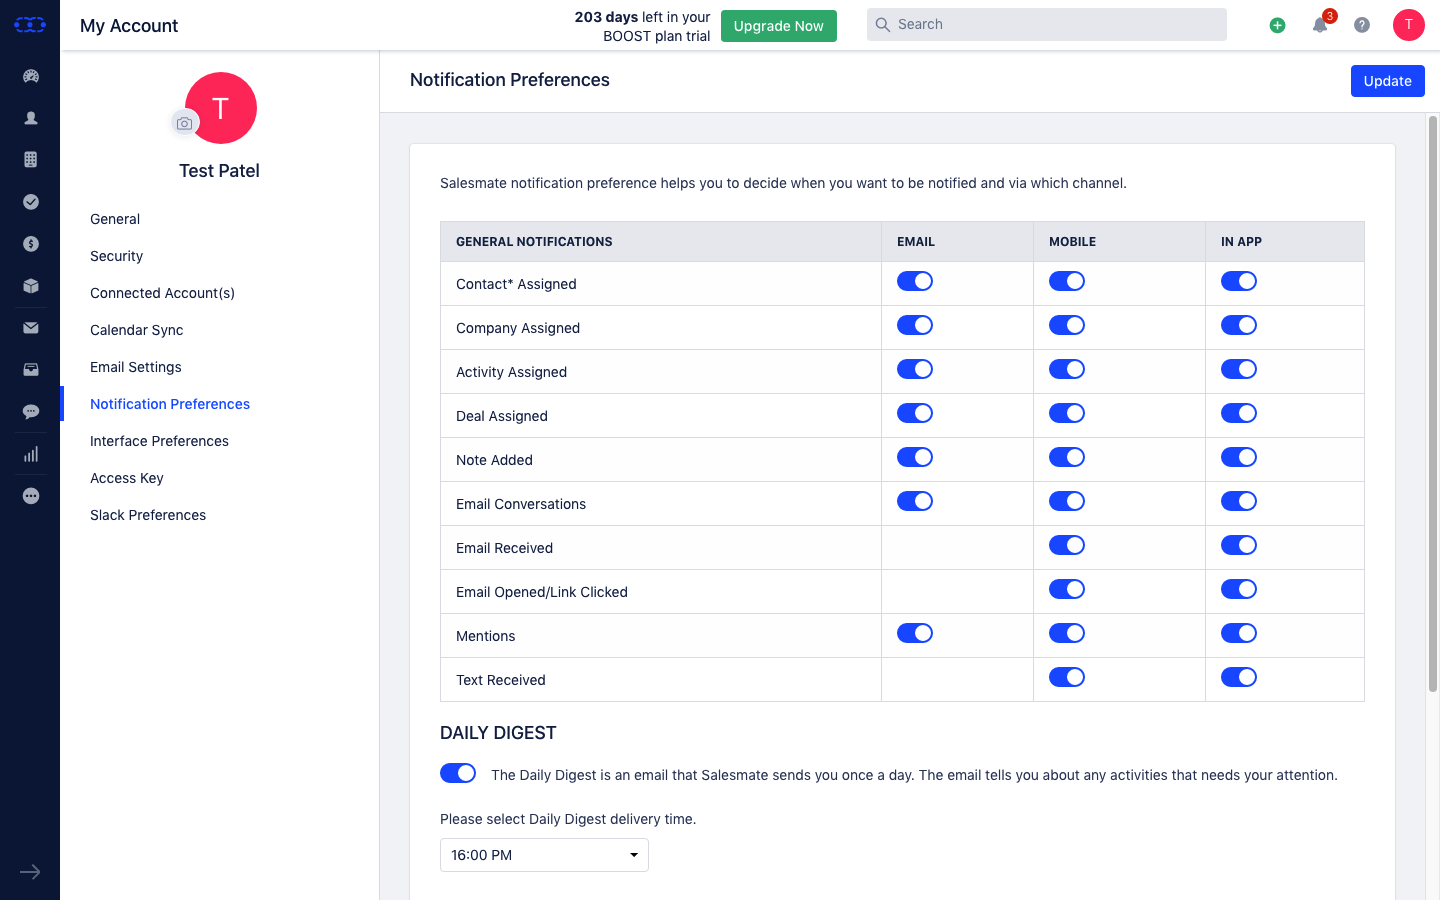 My Account
203 days left in your
BOOST plan trial
Upgrade Now
Search
3
T
T
Test Patel
General
Security
Connected Account(s)
Calendar Sync
Email Settings
Notification Preferences
Interface Preferences
Access Key
Slack Preferences
Notification Preferences
Update
Salesmate notification preference helps you to decide when you want to be notified and via which channel.
GENERAL NOTIFICATIONS EMAIL MOBILE IN APP
Contact* Assigned
Company Assigned
Activity Assigned
Deal Assigned
Note Added
Email Conversations
Email Received
Email Opened/Link Clicked
Mentions
Text Received
DAILY DIGEST
The Daily Digest is an email that Salesmate sends you once a day. The email tells you about any activities that needs your attention.
Please select Daily Digest delivery time.
16:00 PM